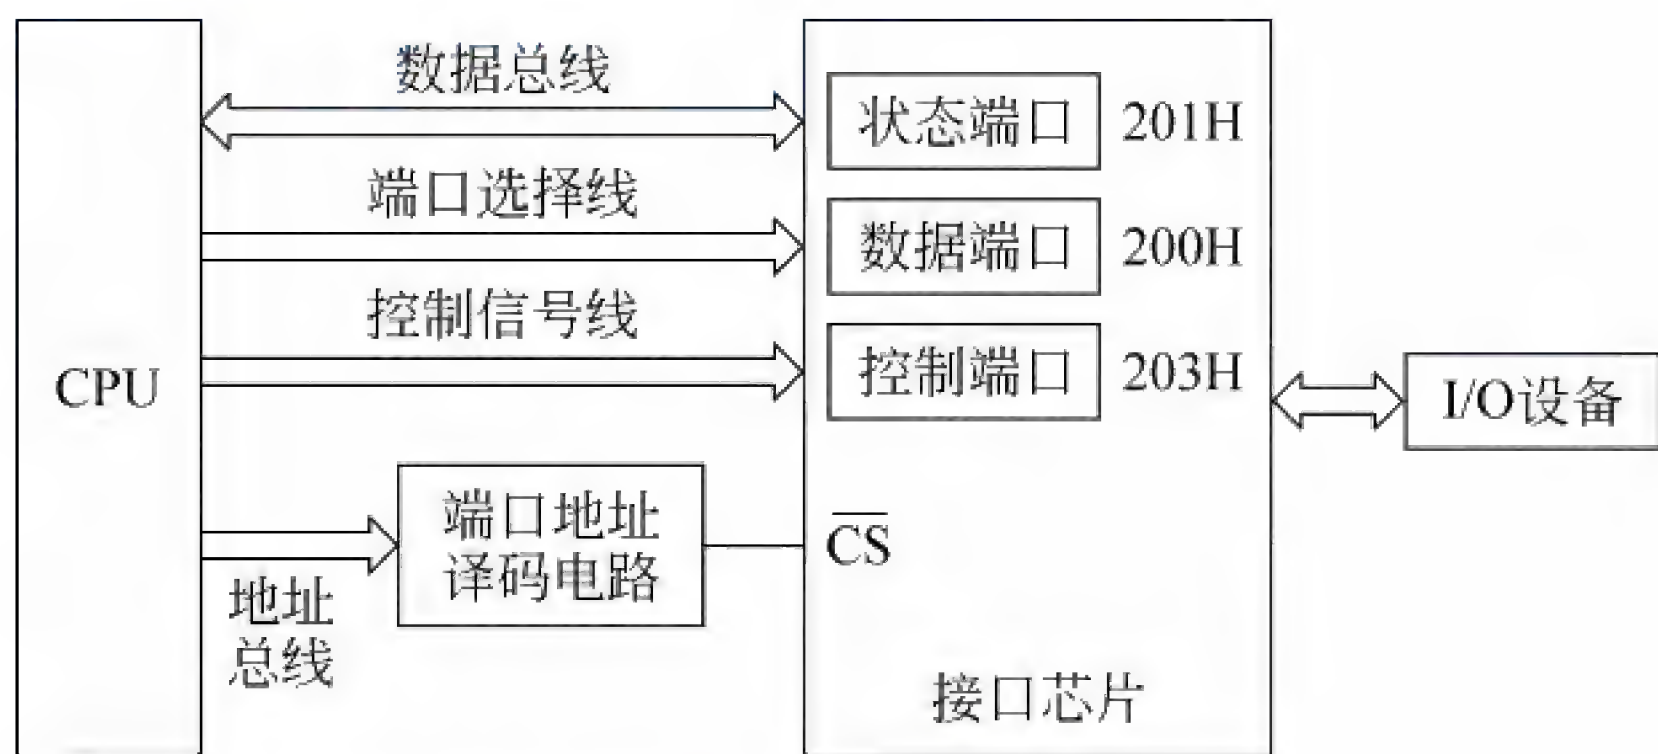 数据总线
状态端口 201H
端口选择线
数据端口 200H
控制信号线
控制端口 203H
CPU
I/O设备
端口地址
译码电路
CS
地址
总线
接口芯片